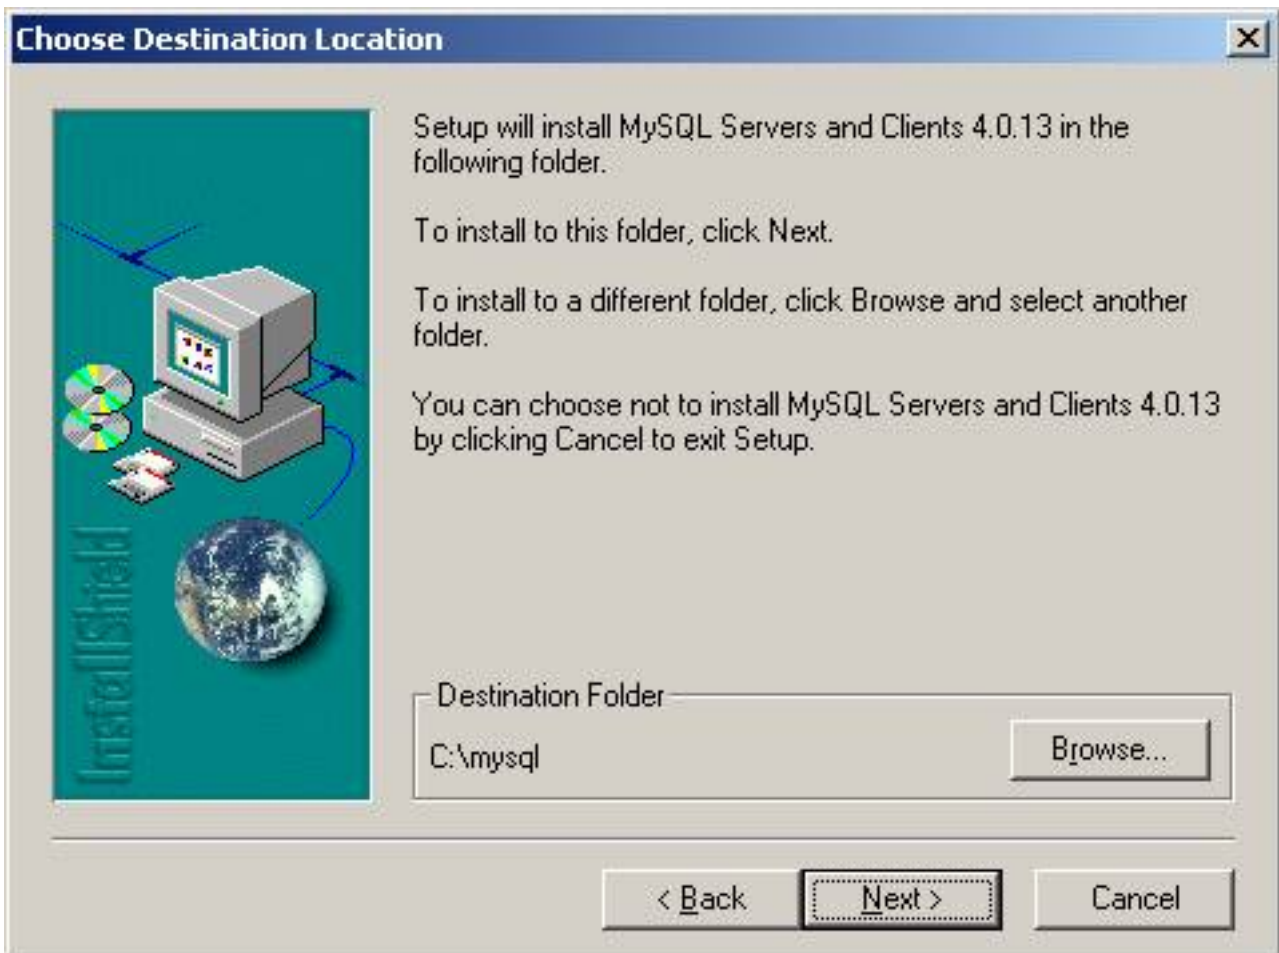 Choose Destination Location
Setup will install MySQL Servers and Clients 4.0.13 in the
following folder.
To install to this folder, click Next.
To install to a different folder, click Browse and select another
folder.
You can choose not to install MySQL Servers and Clients 4.0.13
by clicking Cancel to exit Setup.
InstallShield
Destination Folder
C:\mysql
Browse...
< Back
Next >
Cancel